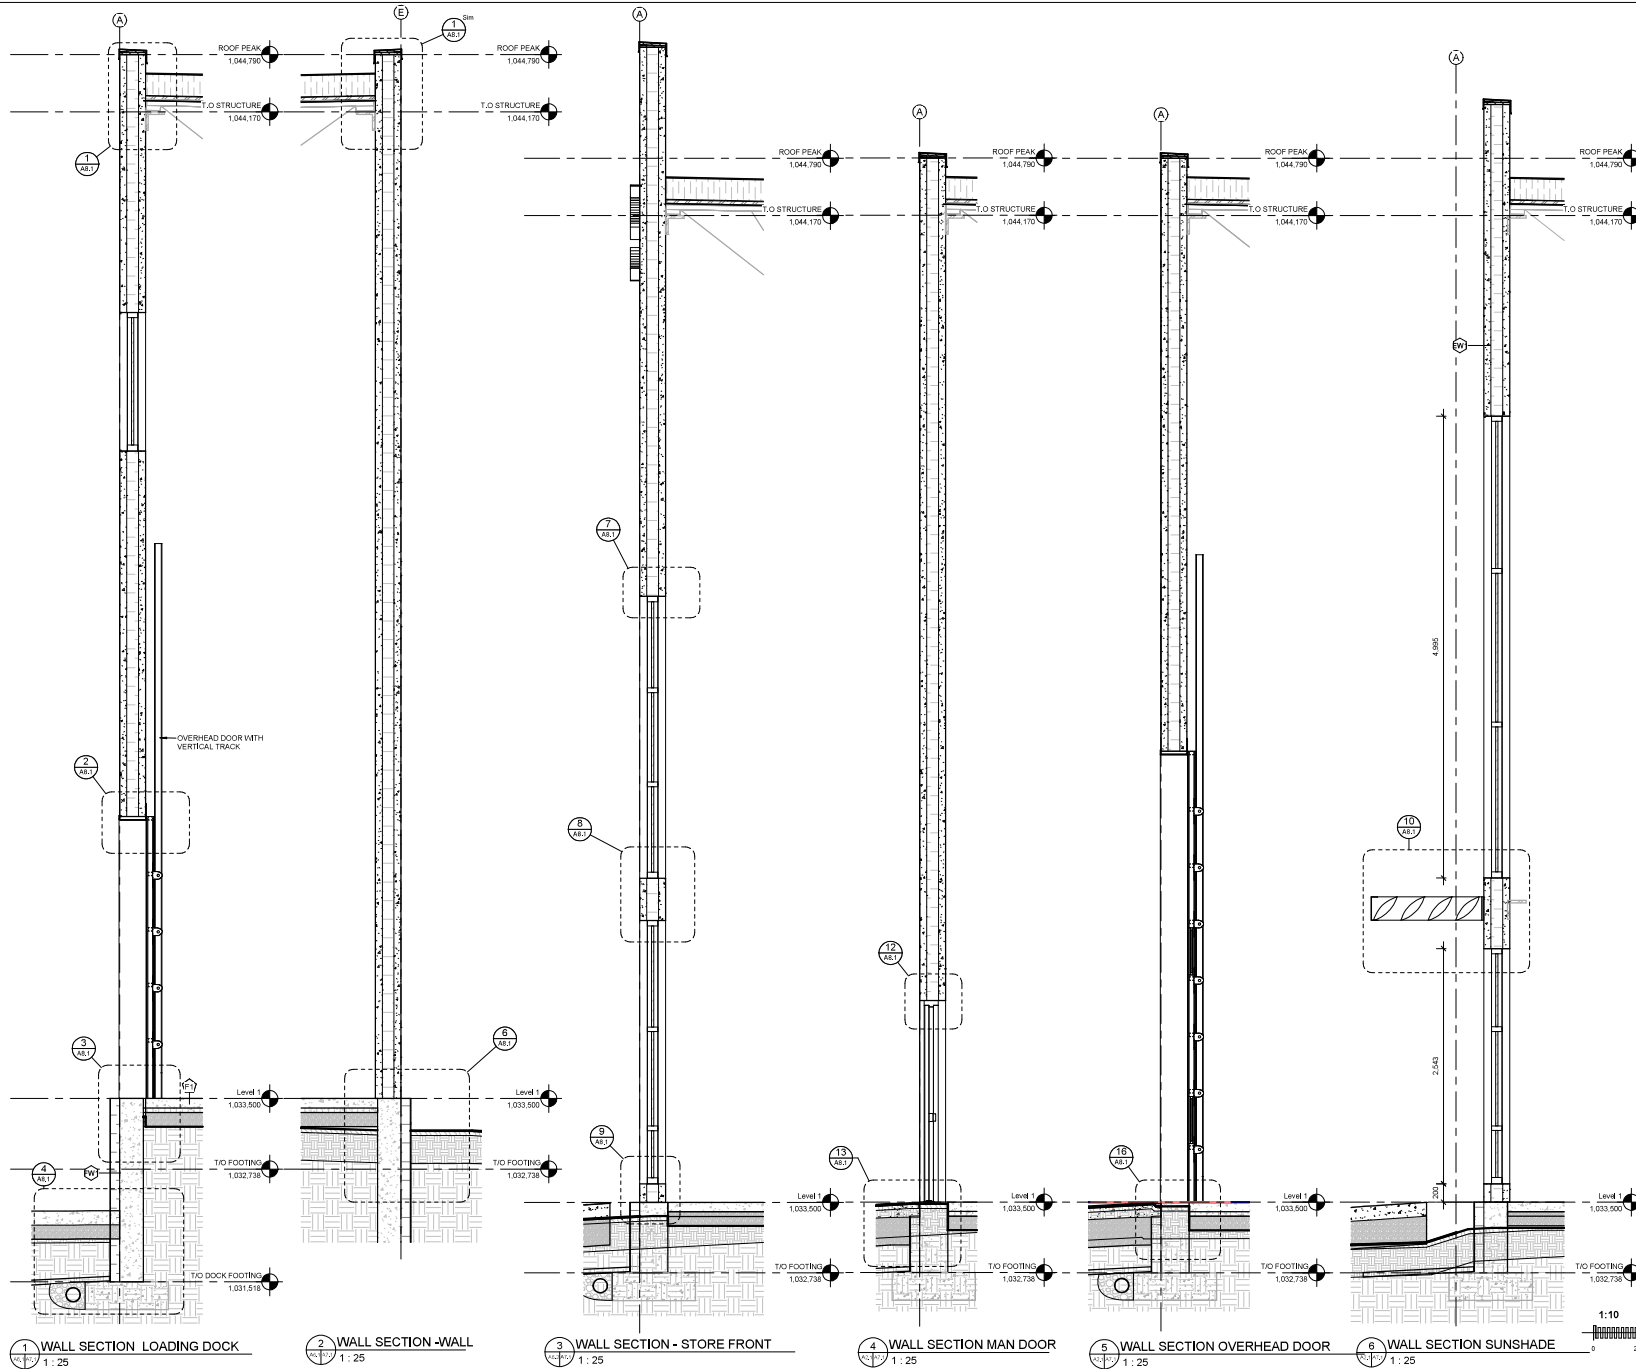 A
ROOF PEAK
1,044,790
T.O STRUCTURE
1,044,170
1
A8.1
OVERHEAD DOOR WITH
VERTICAL TRACK
2
A8.1
3
A8.1
F1
Level 1
1,033,500
4
A8.1
FW1
T/O FOOTING
1,032,738
T/O DOCK FOOTING
1,031,518
1
WALL SECTION LOADING DOCK
1 : 25
E
1
A8.1
Sim
ROOF PEAK
1,044,790
T.O STRUCTURE
1,044,170
6
A8.1
Level 1
1,033,500
T/O FOOTING
1,032,738
2
WALL SECTION -WALL
1 : 25
A
ROOF PEAK
1,044,790
T.O STRUCTURE
1,044,170
7
A8.1
8
A8.1
9
A8.1
Level 1
1,033,500
T/O FOOTING
1,032,738
3
WALL SECTION - STORE FRONT
1 : 25
A
ROOF PEAK
1,044,790
T.O STRUCTURE
1,044,170
12
A8.1
13
A8.1
Level 1
1,033,500
T/O FOOTING
1,032,738
4
WALL SECTION MAN DOOR
1 : 25
A
ROOF PEAK
1,044,790
T.O STRUCTURE
1,044,170
16
A8.1
Level 1
1,033,500
T/O FOOTING
1,032,738
5
WALL SECTION OVERHEAD DOOR
1 : 25
A
ROOF PEAK
1,044,790
T.O STRUCTURE
1,044,170
EW1
4,995
10
A8.1
2,543
200
Level 1
1,033,500
T/O FOOTING
1,032,738
6
WALL SECTION SUNSHADE
1 : 25
1:10
0